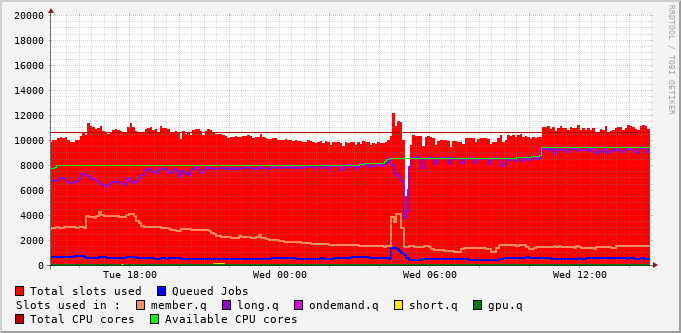 RRDTOOL / TOBI OETIKER
20000
18000
16000
14000
12000
10000
8000
6000
4000
2000
0
Tue 18:00 Wed 00:00 Wed 06:00 Wed 12:00
Total slots used Queued Jobs
Slots used in : member.q long.q ondemand.q short.q gpu.q
Total CPU cores Available CPU cores